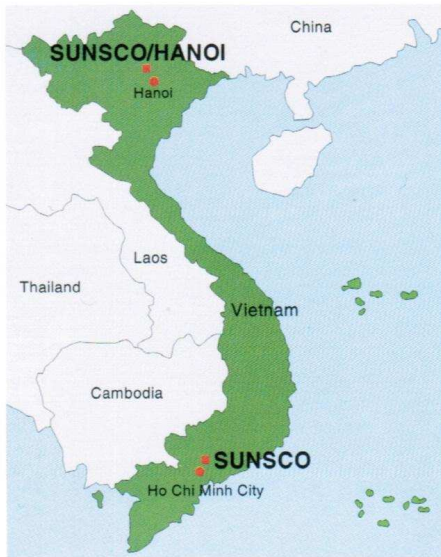 China
SUNSCO/HANOI
Hanoi
Laos
Thailand
Vietnam
Cambodia
SUNSCO
Ho Chi Minh City